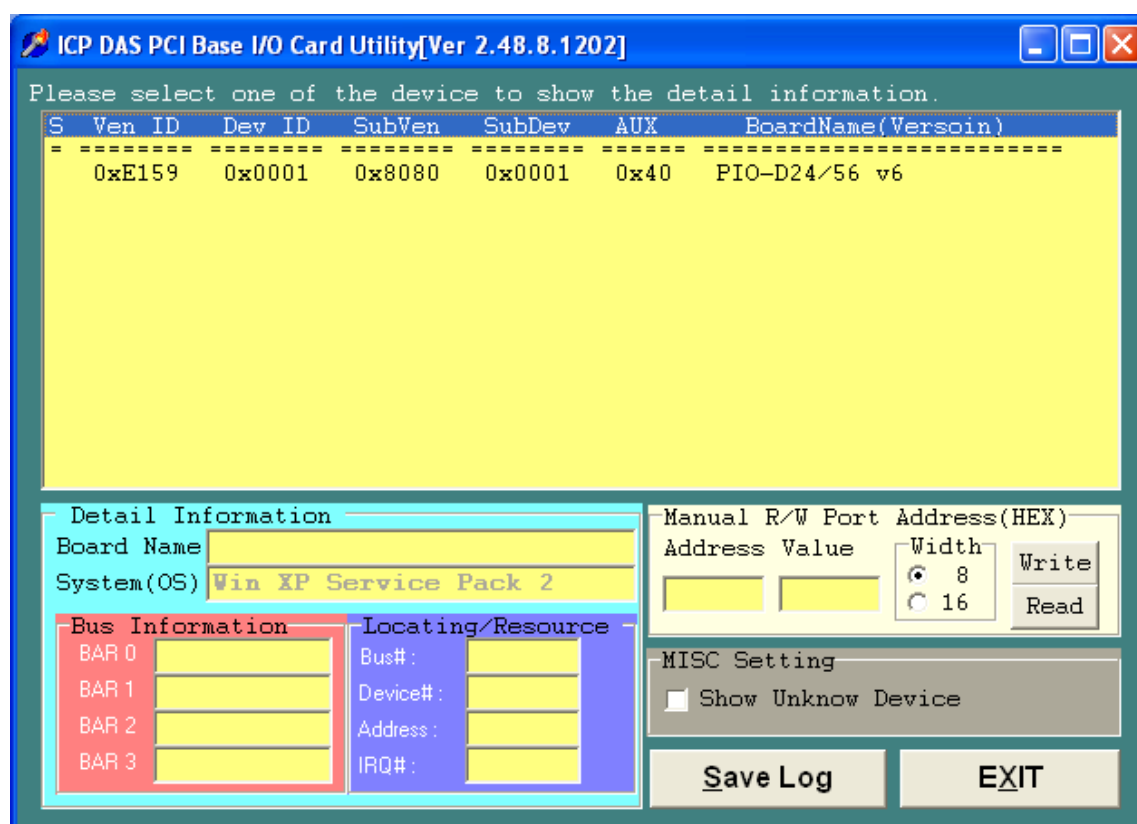 ICP DAS PCI Base I/O Card Utility[Ver 2.48.8.1202]
Please select one of the device to show the detail information.
S Ven ID Dev ID SubVen SubDev AUX BoardName(Versoin)
= ======== ======== ======== ======== ====== =========================
0xE159 0x0001 0x8080 0x0001 0x40 PIO-D24/56 v6
Detail Information
Board Name
System(OS) Win XP Service Pack 2
Bus Information
BAR 0
BAR 1
BAR 2
BAR 3
Locating/Resource
Bus# :
Device# :
Address :
IRQ# :
Manual R/W Port Address(HEX)
Address Value Width
8
16
Write
Read
MISC Setting
Show Unknow Device
Save Log
EXIT